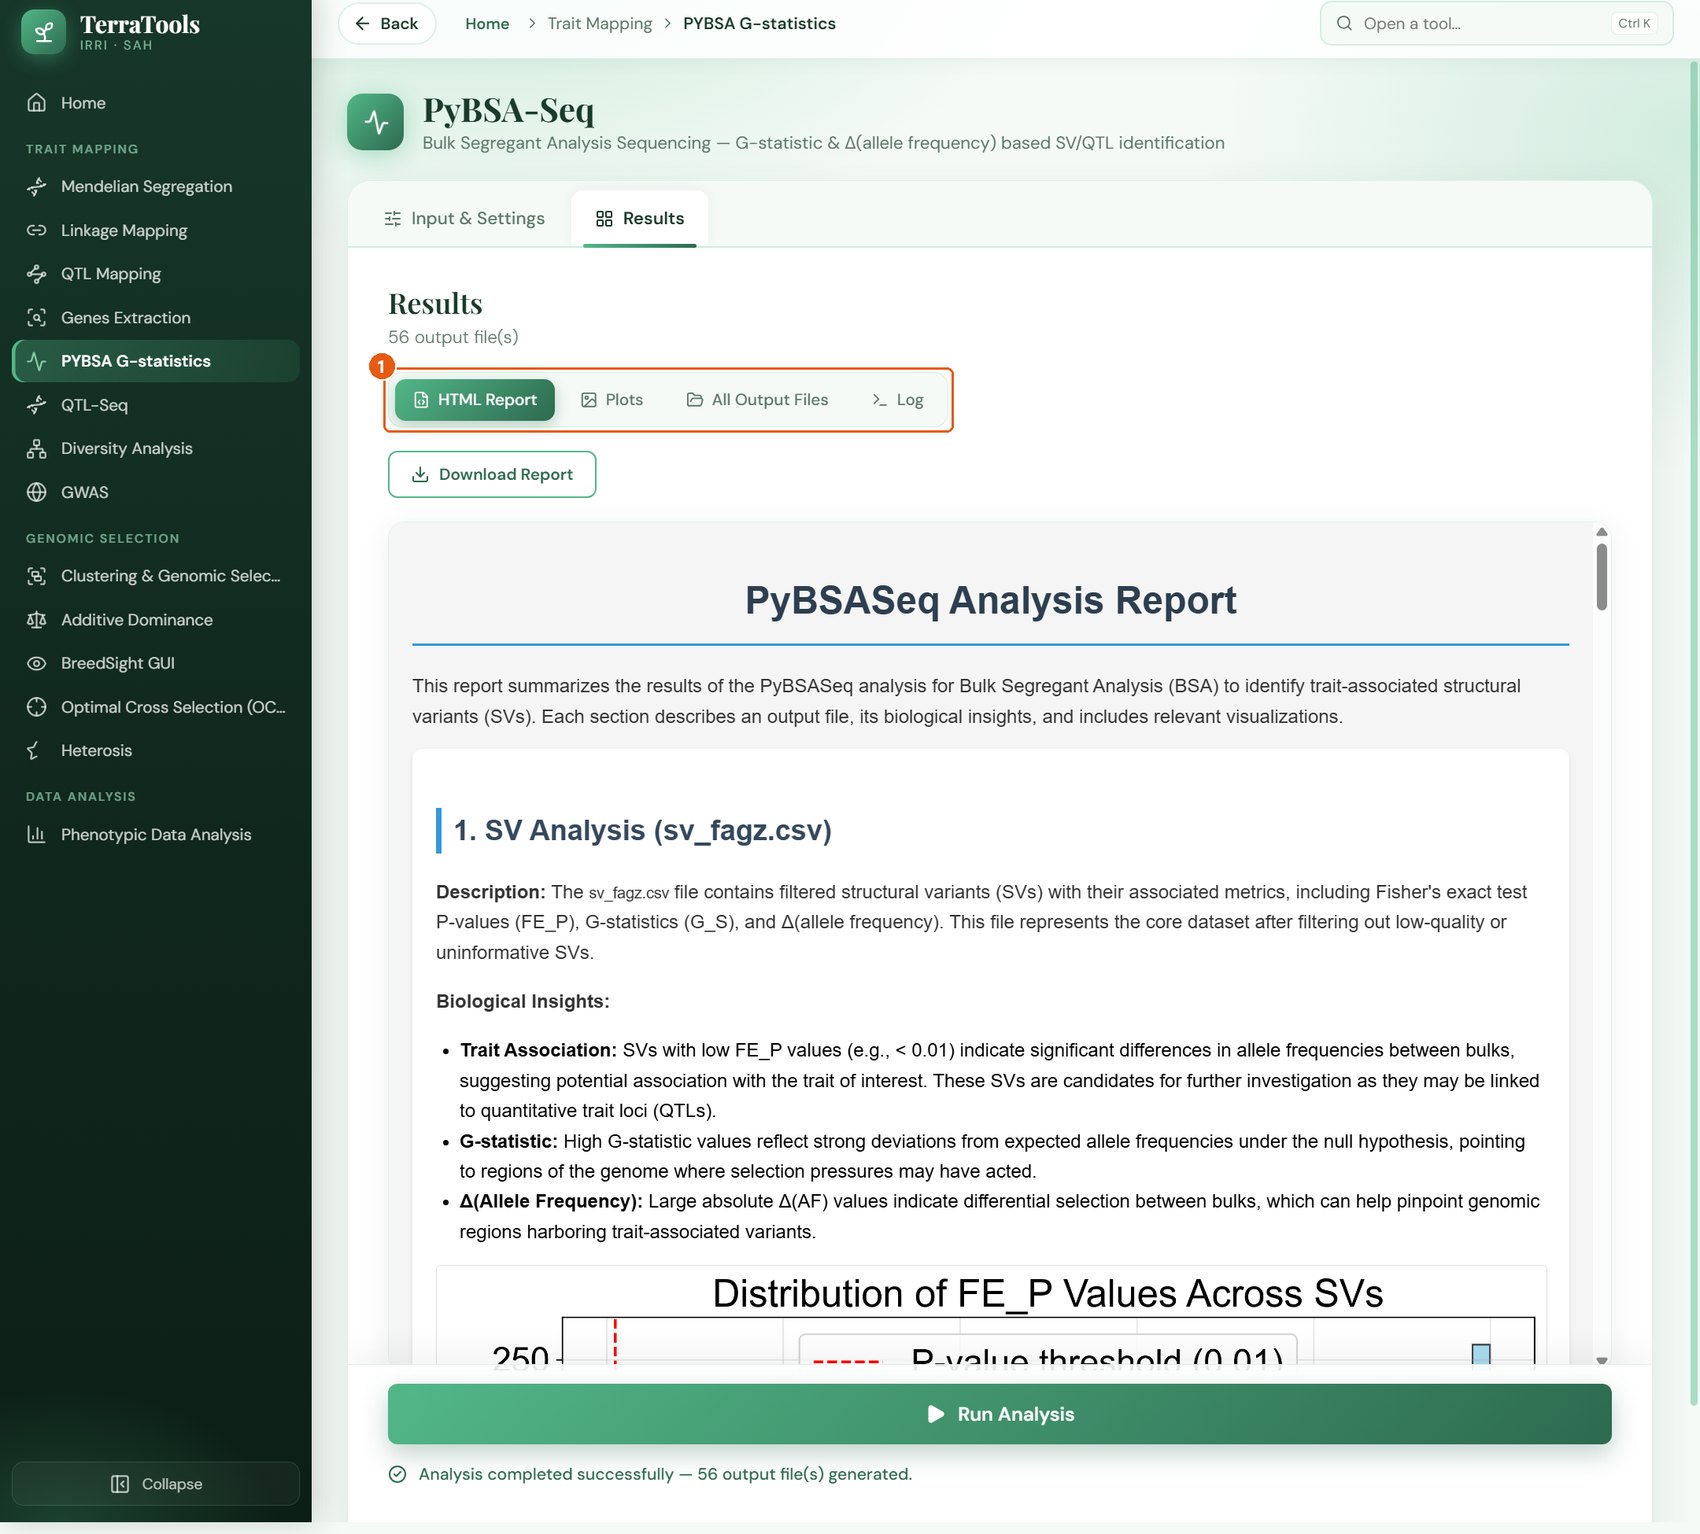 TerraTools
IRRI · SAH
Home
TRAIT MAPPING
Mendelian Segregation
Linkage Mapping
QTL Mapping
Genes Extraction
PYBSA G-statistics
QTL-Seq
Diversity Analysis
GWAS
GENOMIC SELECTION
Clustering & Genomic Selec...
Additive Dominance
BreedSight GUI
Optimal Cross Selection (OC...
Heterosis
DATA ANALYSIS
Phenotypic Data Analysis
Collapse
Back
Home > Trait Mapping > PYBSA G-statistics
Open a tool...
Ctrl K
PyBSA-Seq
Bulk Segregant Analysis Sequencing — G-statistic & Δ(allele frequency) based SV/QTL identification
Input & Settings
Results
Results
56 output file(s)
1
HTML Report
Plots
All Output Files
Log
Download Report
PyBSASeq Analysis Report
This report summarizes the results of the PyBSASeq analysis for Bulk Segregant Analysis (BSA) to identify trait-associated structural
variants (SVs). Each section describes an output file, its biological insights, and includes relevant visualizations.
1. SV Analysis (sv_fagz.csv)
Description: The sv_fagz.csv file contains filtered structural variants (SVs) with their associated metrics, including Fisher's exact test
P-values (FE_P), G-statistics (G_S), and Δ(allele frequency). This file represents the core dataset after filtering out low-quality or
uninformative SVs.
Biological Insights:
• Trait Association: SVs with low FE_P values (e.g., < 0.01) indicate significant differences in allele frequencies between bulks,
suggesting potential association with the trait of interest. These SVs are candidates for further investigation as they may be linked
to quantitative trait loci (QTLs).
• G-statistic: High G-statistic values reflect strong deviations from expected allele frequencies under the null hypothesis, pointing
to regions of the genome where selection pressures may have acted.
• Δ(Allele Frequency): Large absolute Δ(AF) values indicate differential selection between bulks, which can help pinpoint genomic
regions harboring trait-associated variants.
Distribution of FE_P Values Across SVs
250
P-value threshold (0.01)
Run Analysis
Analysis completed successfully — 56 output file(s) generated.